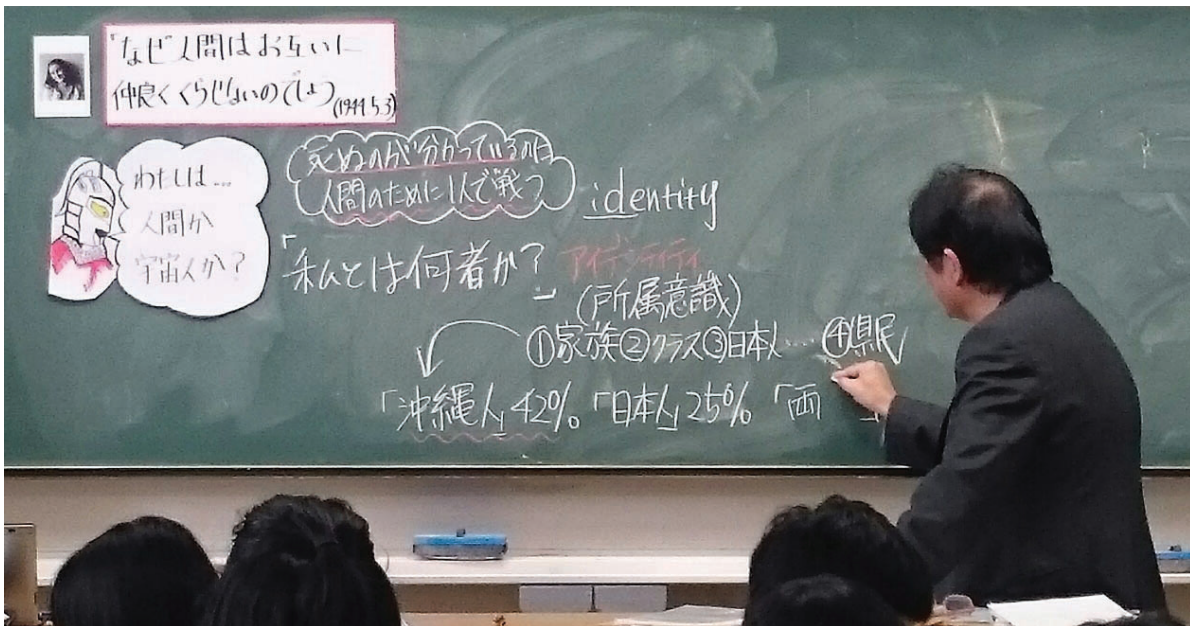 「なぜ人間はお互いに
仲良くくらせないのでしょう
(1944.5.3)
わたしは…
人間か
宇宙人か?
死ぬのが分かっているのに
人間のために1人で戦う
identity
「私とは何者か?」
アイデンティティ
(所属意識)
①家族②クラス③日本人…④県民
「沖縄人」42%「日本人」25%「両 」